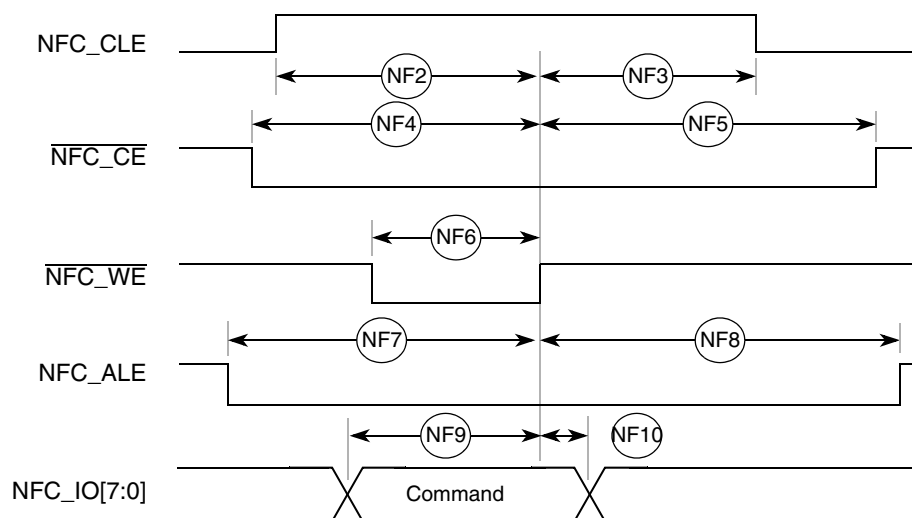 NFC_CLE
NF2
NF3
NF4
NF5
NFC_CE
NF6
NFC_WE
NF7
NF8
NFC_ALE
NF9
NF10
NFC_IO[7:0]
Command